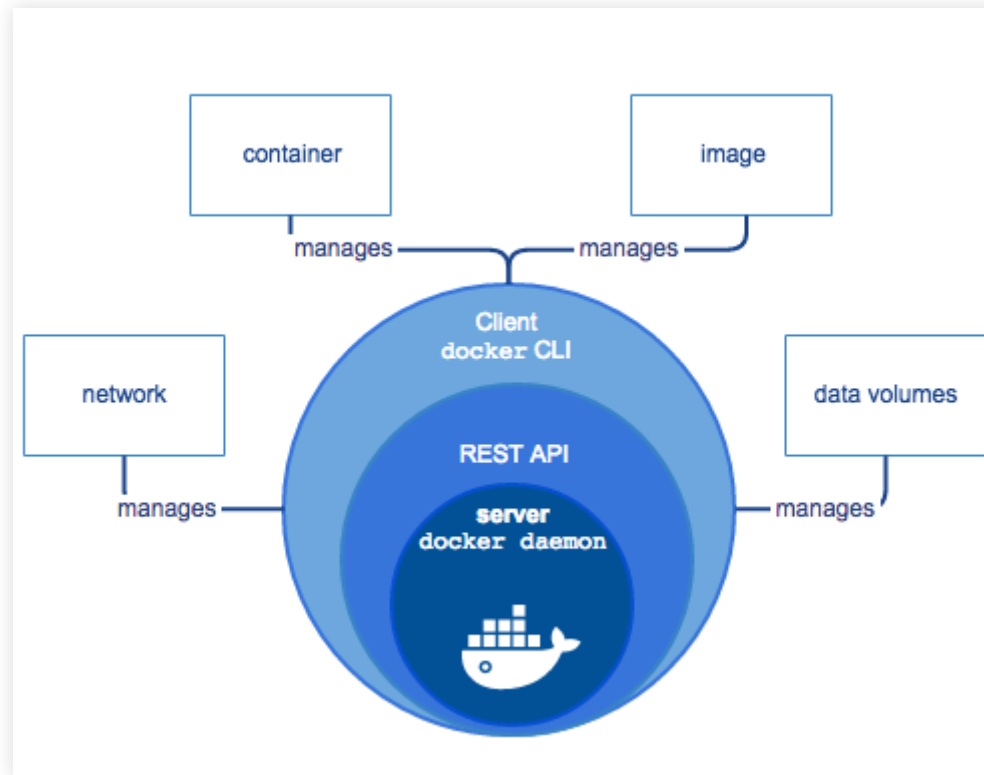 container
image
manages
manages
Client
docker CLI
network
data volumes
REST API
manages
server
docker daemon
manages